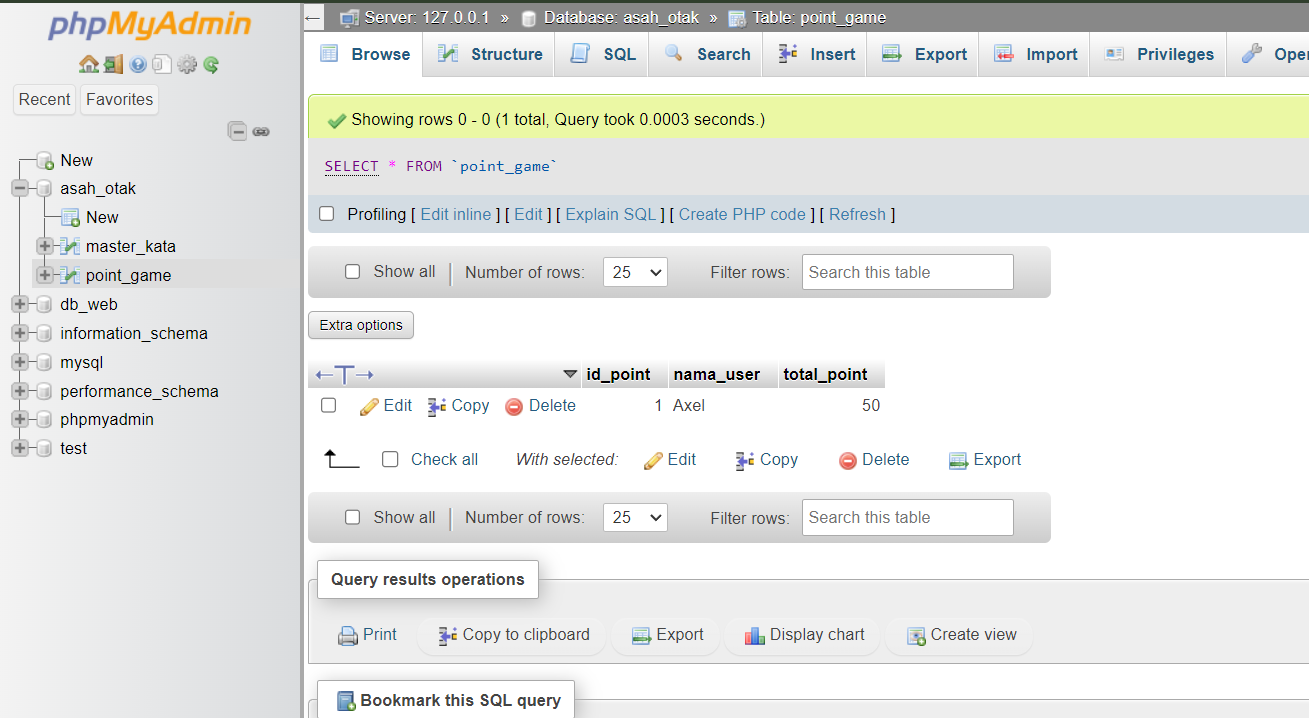 phpMyAdmin
Recent Favorites
New
asah_otak
New
master_kata
point_game
db_web
information_schema
mysql
performance_schema
phpmyadmin
test
Server: 127.0.0.1 » Database: asah_otak » Table: point_game
Browse Structure SQL Search Insert Export Import Privileges
Showing rows 0 - 0 (1 total, Query took 0.0003 seconds.)
SELECT * FROM `point_game`
Profiling [ Edit inline ] [ Edit ] [ Explain SQL ] [ Create PHP code ] [ Refresh ]
Show all Number of rows: 25 Filter rows: Search this table
Extra options
id_point nama_user total_point
Edit Copy Delete 1 Axel 50
Check all With selected: Edit Copy Delete Export
Show all Number of rows: 25 Filter rows: Search this table
Query results operations
Print Copy to clipboard Export Display chart Create view
Bookmark this SQL query